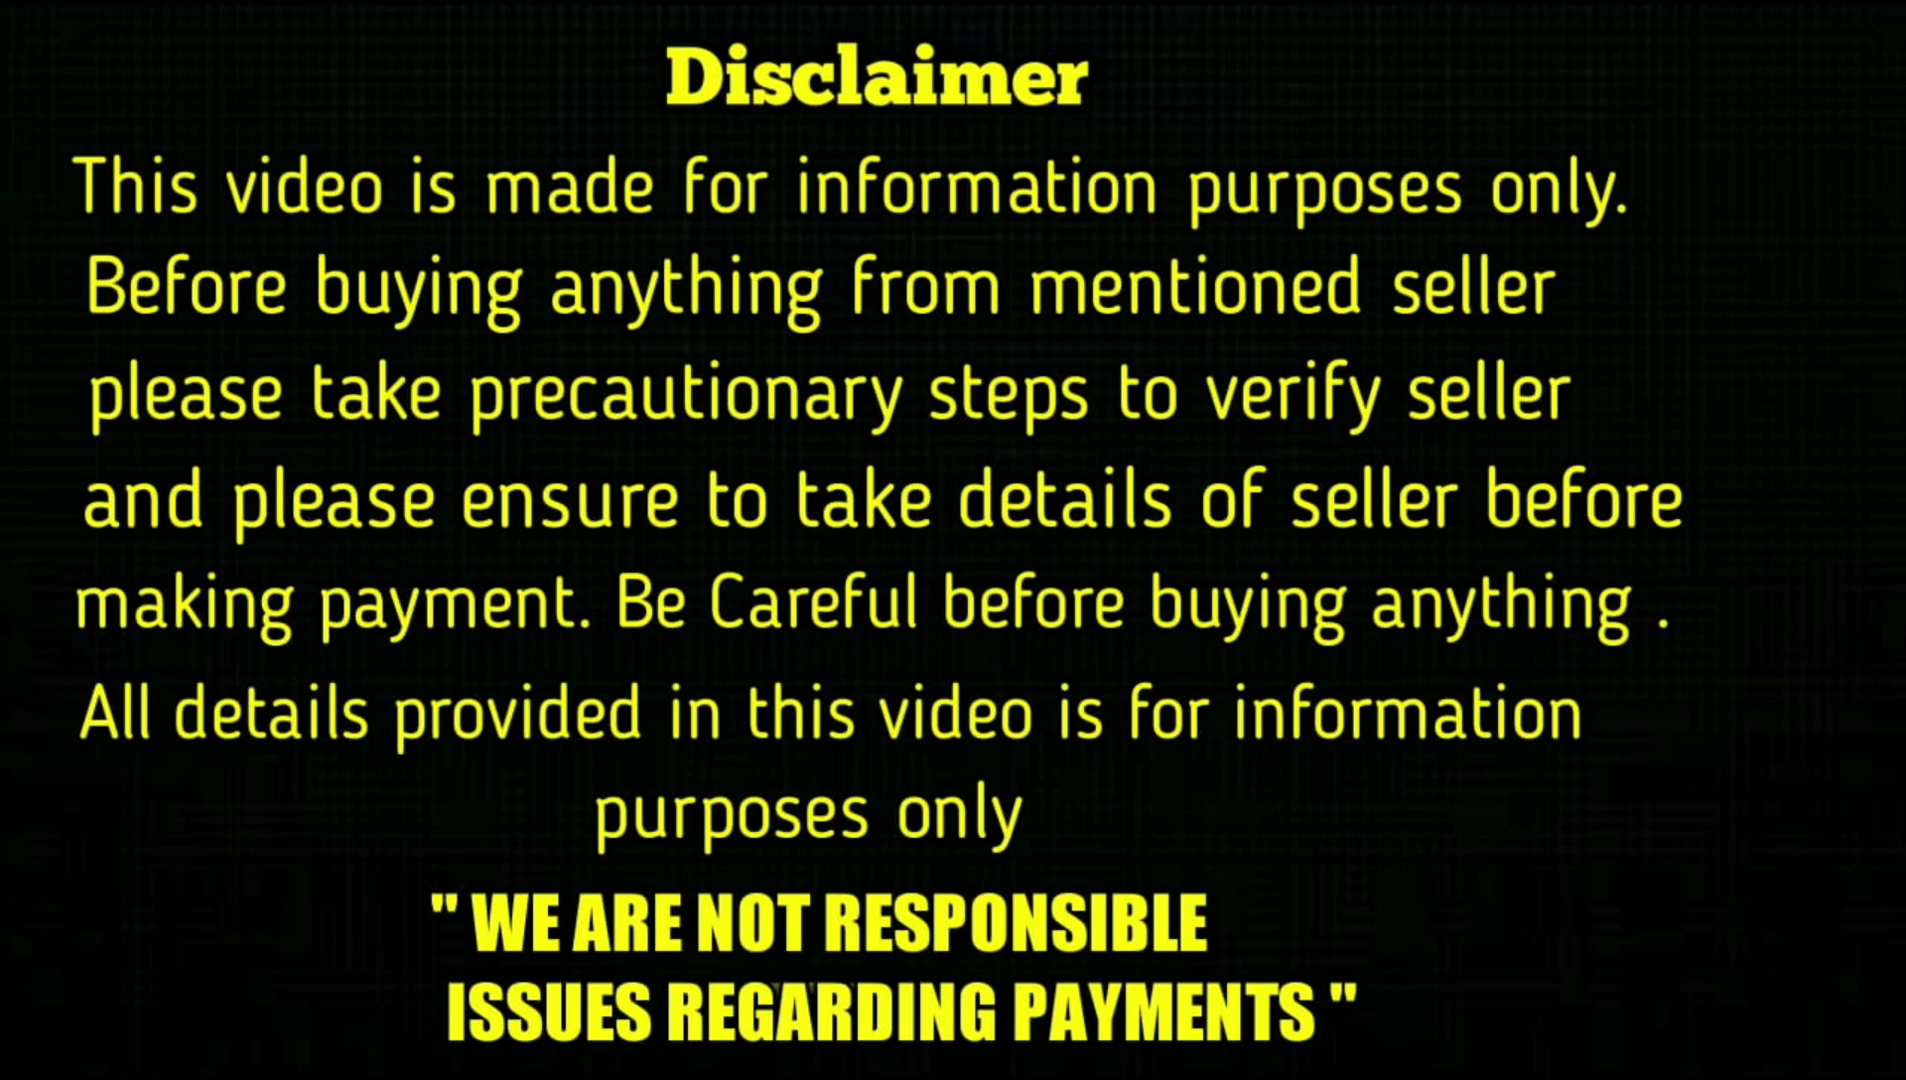 Disclaimer
This video is made for information purposes only.
Before buying anything from mentioned seller
please take precautionary steps to verify seller
and please ensure to take details of seller before
making payment. Be Careful before buying anything .
All details provided in this video is for information
purposes only
" WE ARE NOT RESPONSIBLE
ISSUES REGARDING PAYMENTS "